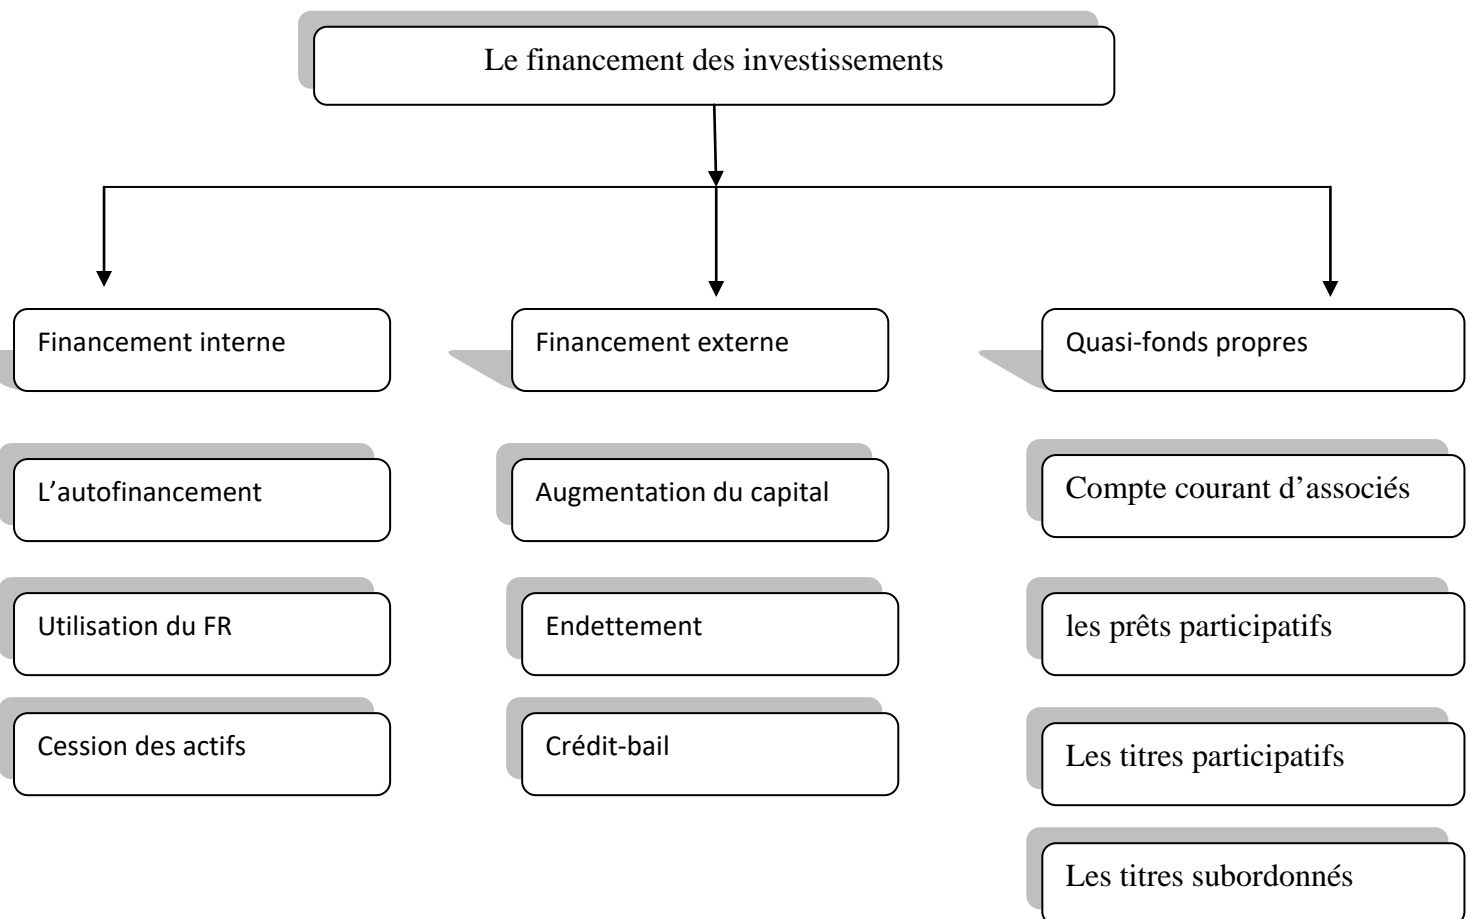 Le financement des investissements
Financement interne
Financement externe
Quasi-fonds propres
L’autofinancement
Augmentation du capital
Compte courant d’associés
Utilisation du FR
Endettement
les prêts participatifs
Cession des actifs
Crédit-bail
Les titres participatifs
Les titres subordonnés